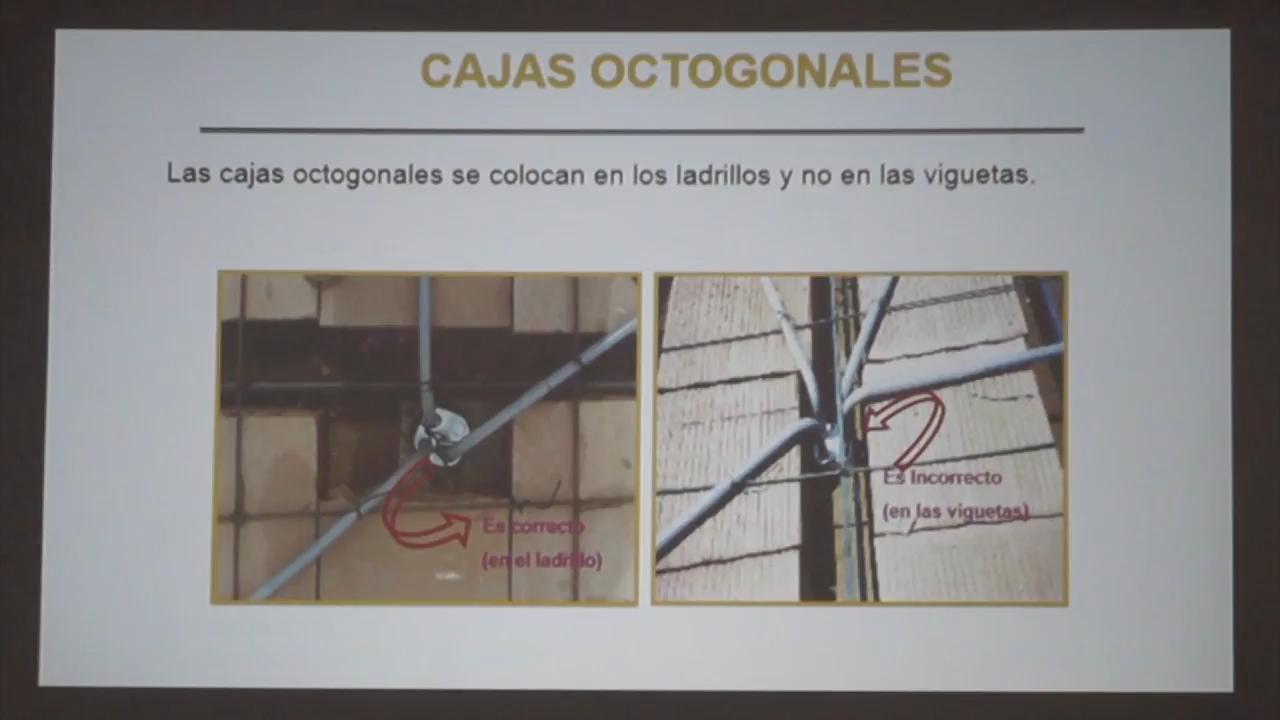 CAJAS OCTOGONALES
Las cajas octogonales se colocan en los ladrillos y no en las viguetas.
Es correcto
(en el ladrillo)
Es Incorrecto
(en las viguetas)